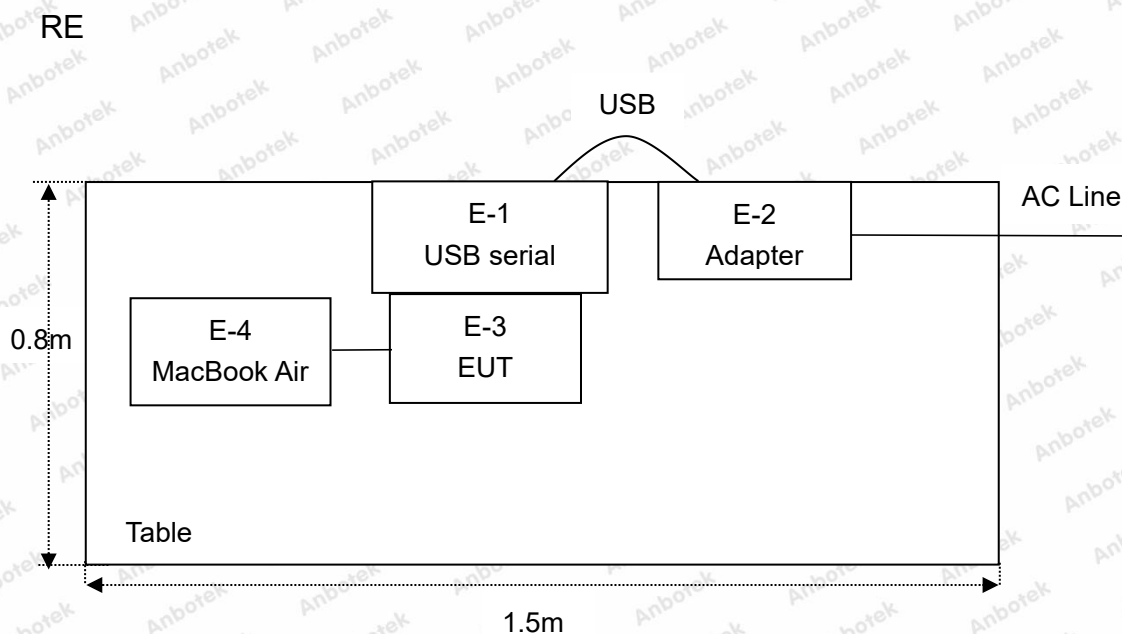 RE
USB
AC Line
E-1
USB serial
E-2
Adapter
E-4
MacBook Air
E-3
EUT
0.8m
Table
1.5m
Anbotek